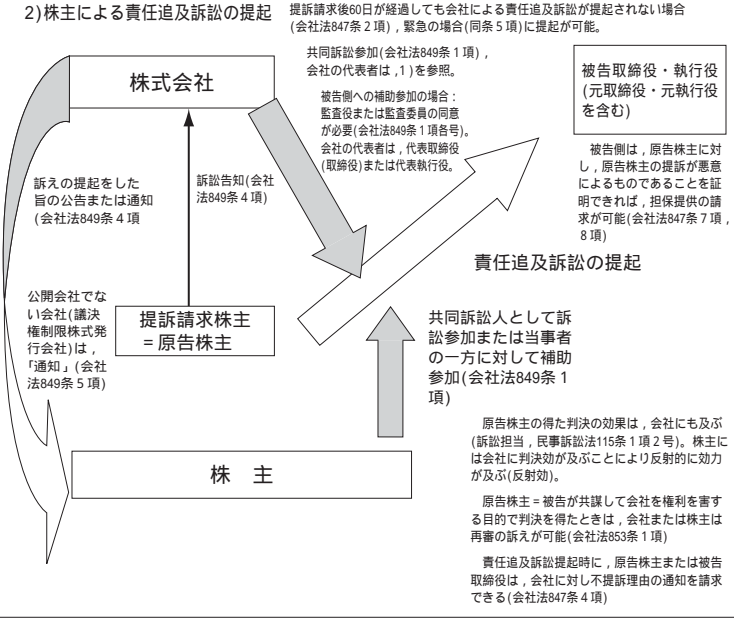 2)株主による責任追及訴訟の提起
提訴請求後60日が経過しても会社による責任追及訴訟が提起されない場合
(会社法847条２項)，緊急の場合(同条５項)に提起が可能。
共同訴訟参加(会社法849条１項)，
会社の代表者は，1)を参照。
被告側への補助参加の場合：
監査役または監査委員の同意
が必要(会社法849条１項各号)。
会社の代表者は，代表取締役
(取締役)または代表執行役。
株式会社
被告取締役・執行役
(元取締役・元執行役
を含む)
被告側は，原告株主に対
し，原告株主の提訴が悪意
によるものであることを証
明できれば，担保提供の請
求が可能(会社法847条７項，
８項)
訴えの提起をした
旨の公告または通知
(会社法849条４項
訴訟告知(会社
法849条４項)
責任追及訴訟の提起
公開会社でな
い会社(議決
権制限株式発
行会社)は，
「通知」(会社
法849条５項)
提訴請求株主
=原告株主
共同訴訟人として訴
訟参加または当事者
の一方に対して補助
参加(会社法849条１
項)
株　主
原告株主の得た判決の効果は，会社にも及ぶ
(訴訟担当，民事訴訟法115条１項２号)。株主に
は会社に判決効が及ぶことにより反射的に効力
が及ぶ(反射効)。
原告株主=被告が共謀して会社を権利を害す
る目的で判決を得たときは，会社または株主は
再審の訴えが可能(会社法853条１項)
責任追及訴訟提起時に，原告株主または被告
取締役は，会社に対し不提訴理由の通知を請求
できる(会社法847条４項)